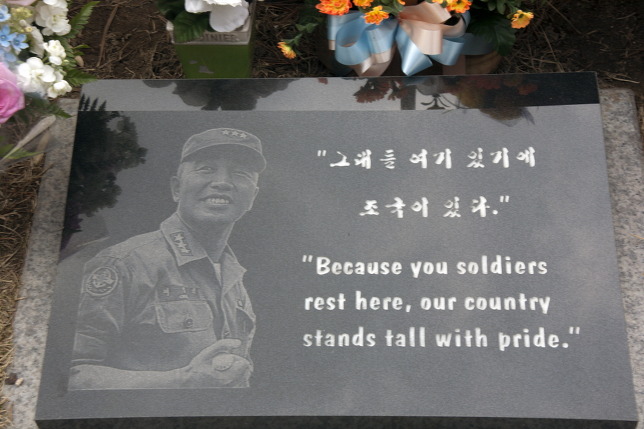 "그대들 여기 있기에
조국이 있다."
"Because you soldiers
rest here, our country
stands tall with pride."